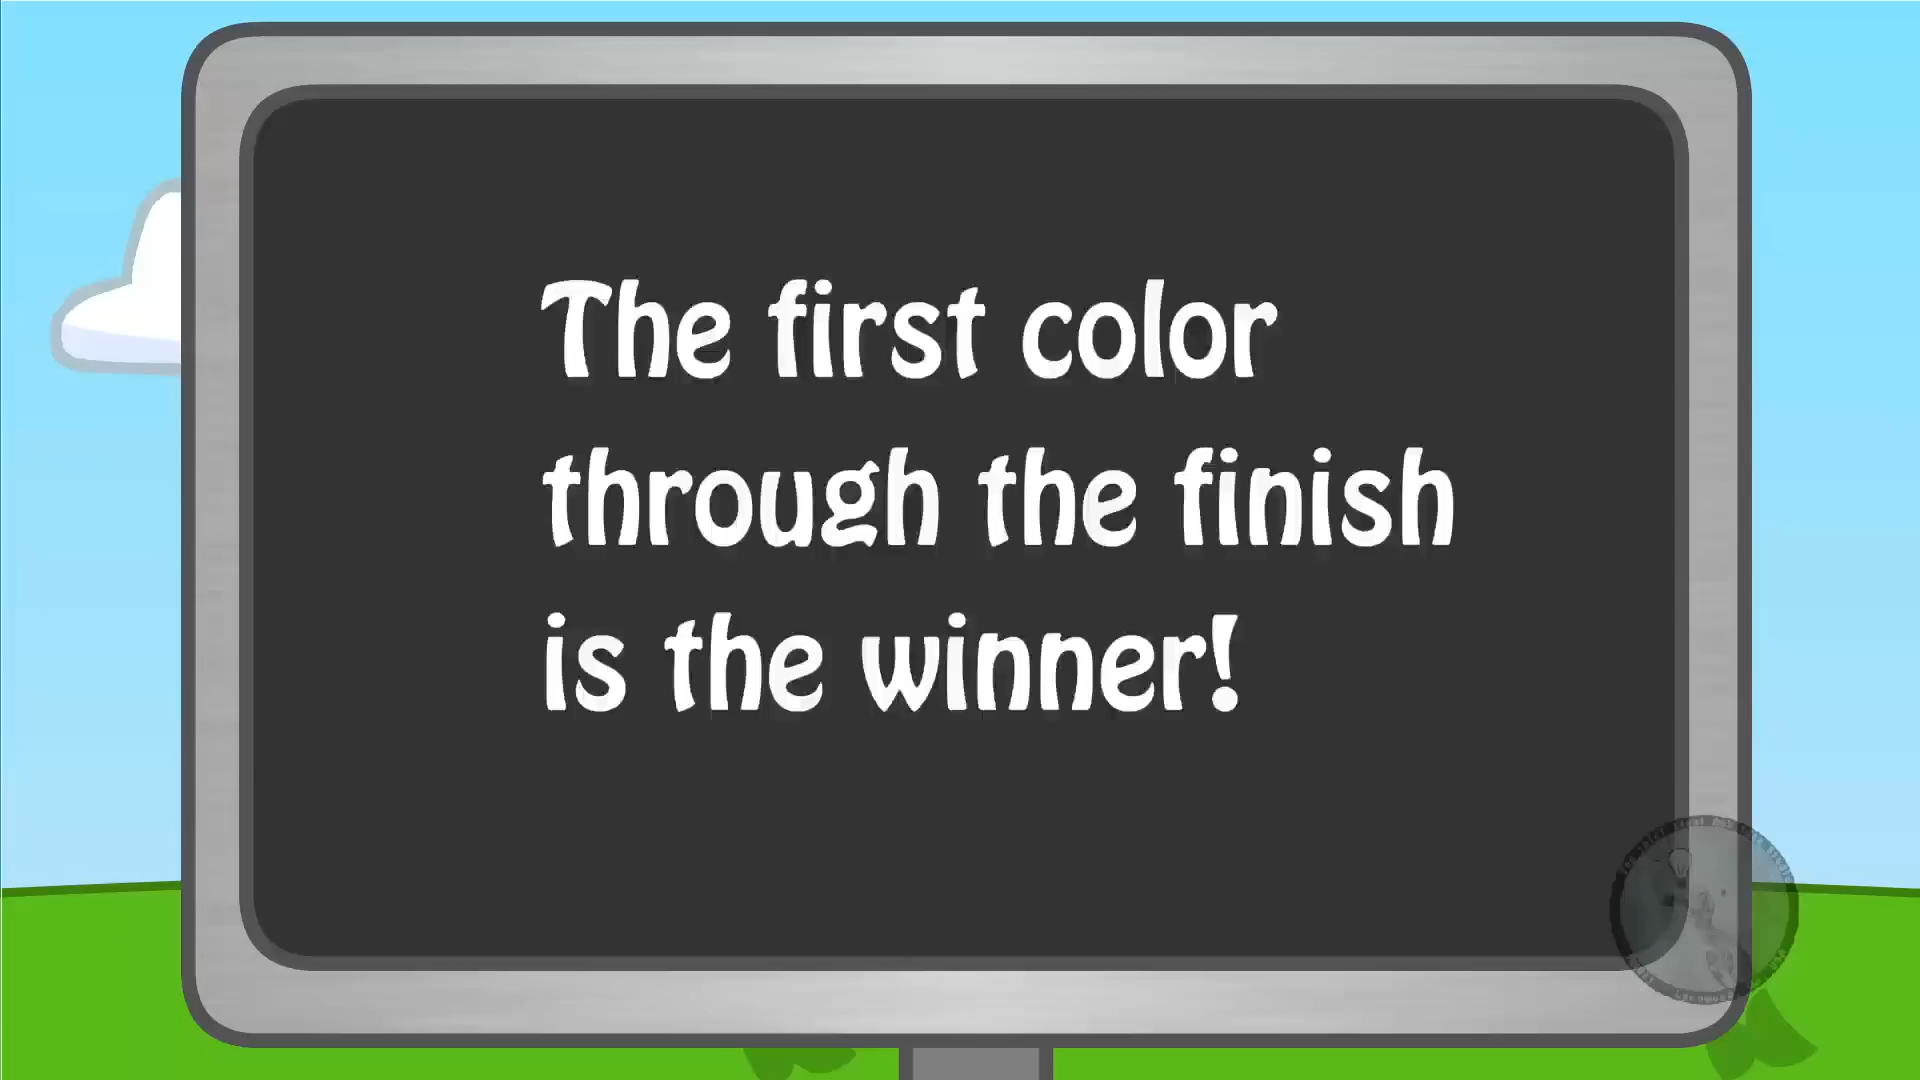 The first color
through the finish
is the winner!